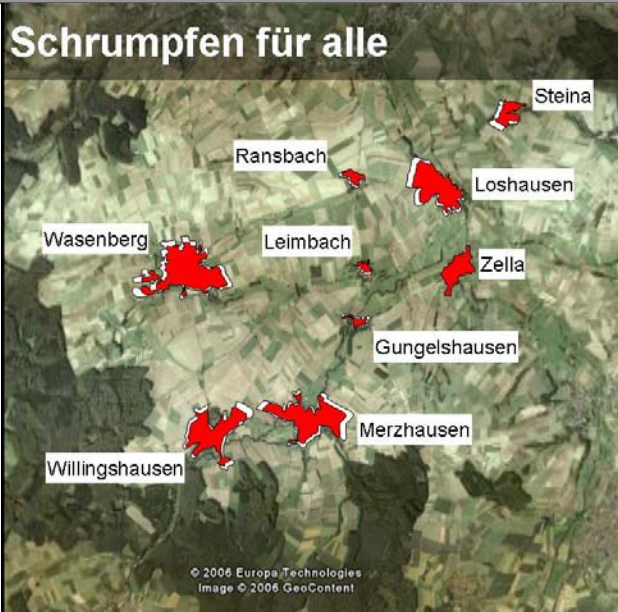 Schrumpfen für alle
Steina
Ransbach
Loshausen
Wasenberg
Leimbach
Zella
Gungelshausen
Merzhausen
Willingshausen
© 2006 Europa Technologies
Image © 2006 GeoContent